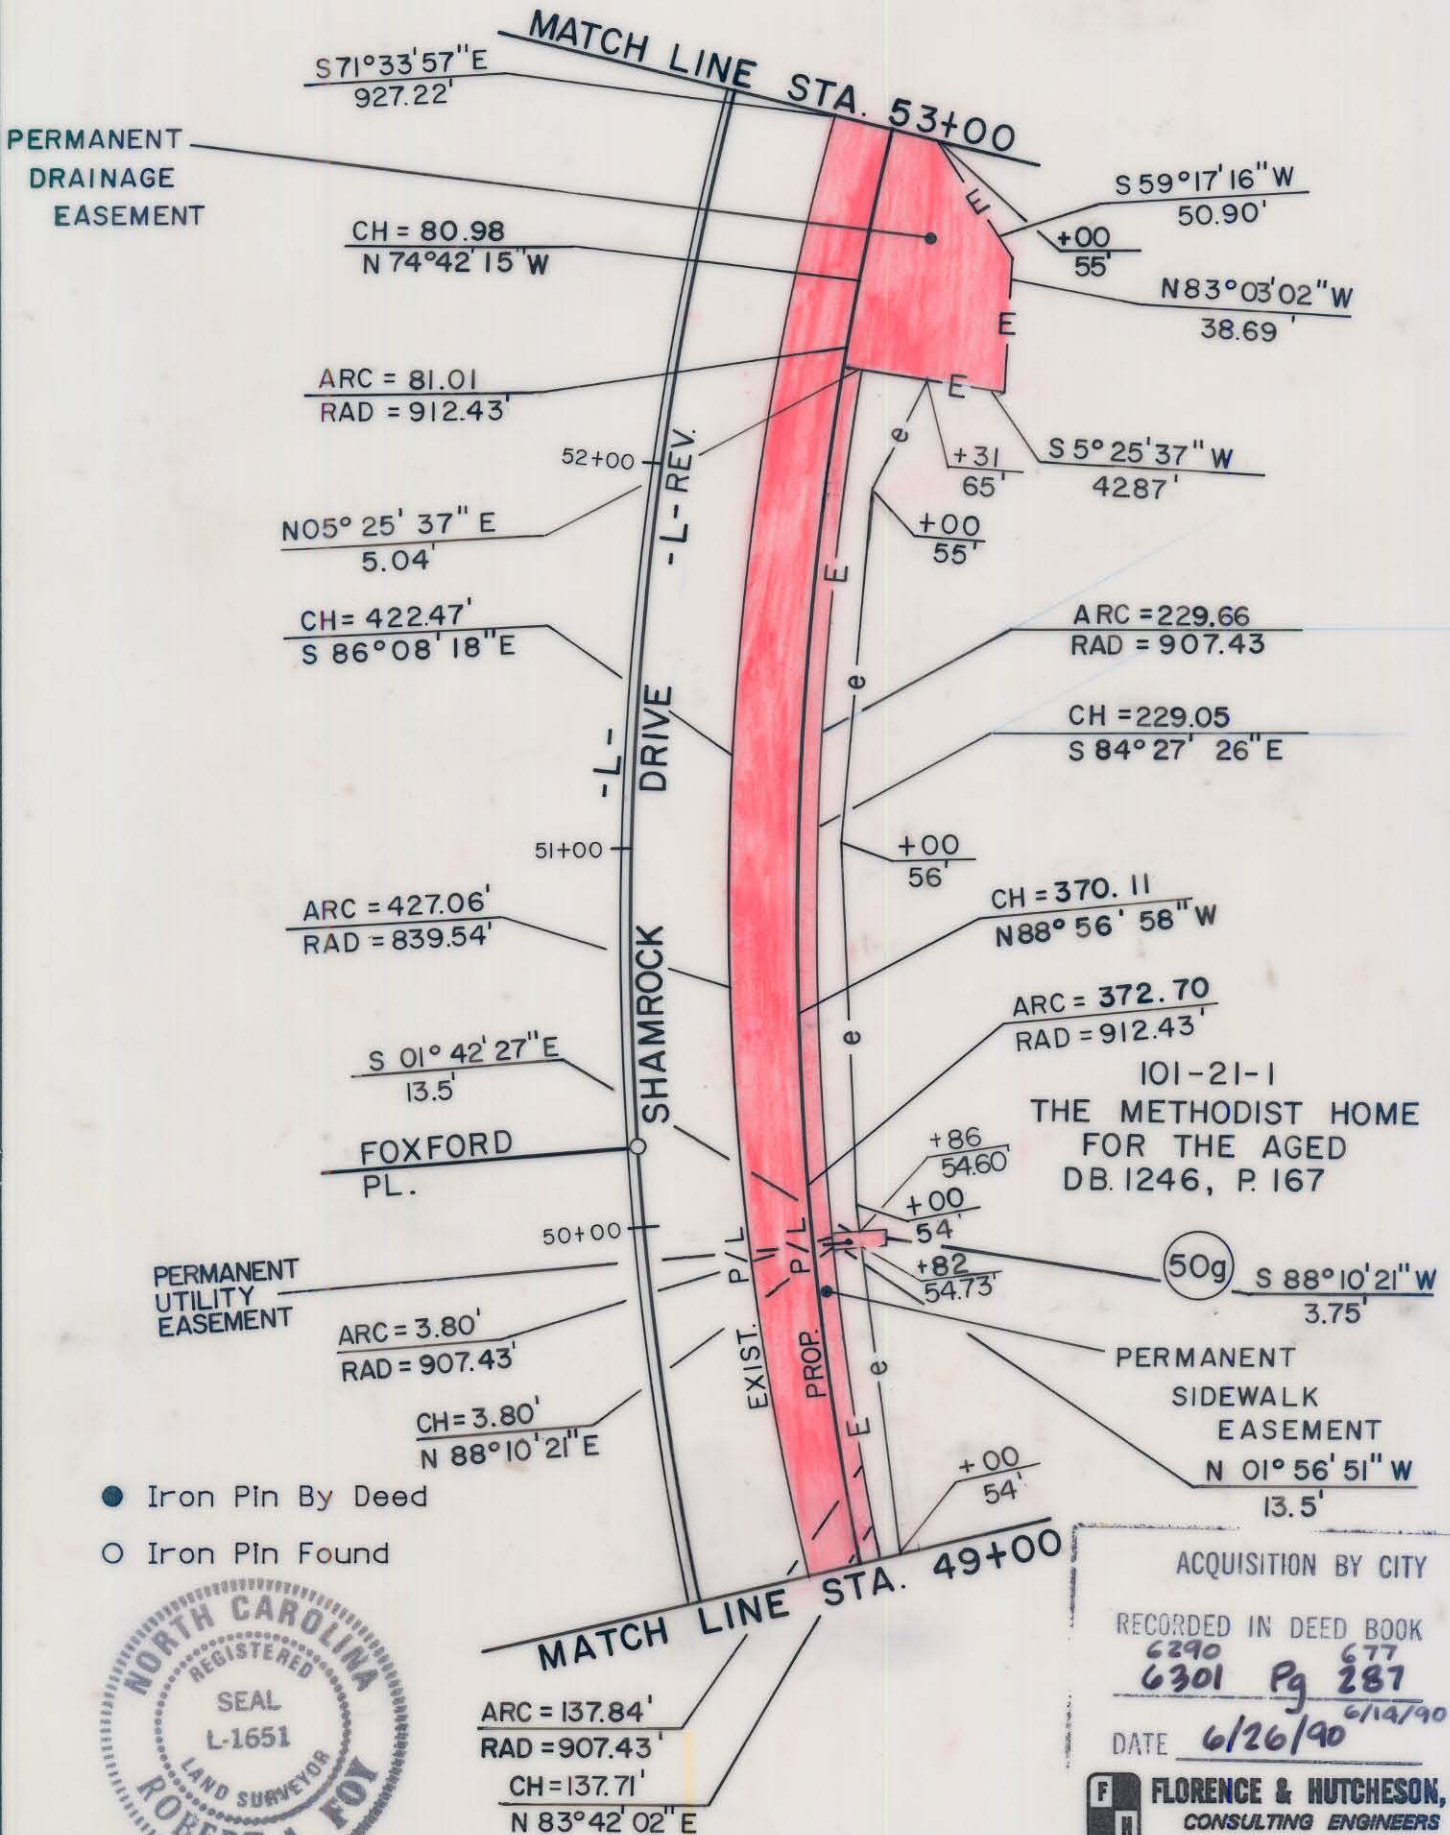 MATCH LINE STA. 53+00
S71°33'57"E
927.22'
PERMANENT
DRAINAGE
EASEMENT
S 59°17'16"W
50.90'
+00
55'
CH = 80.98
N 74°42'15"W
N83°03'02"W
38.69'
E
E
E
ARC = 81.01
RAD = 912.43'
e
52+00
-L- REV.
+31
65'
S 5°25'37"W
42.87'
N05° 25' 37" E
5.04'
+00
55'
E
CH= 422.47'
S 86°08'18"E
ARC =229.66
RAD = 907.43
e
CH =229.05
S 84°27' 26"E
-L-
SHAMROCK DRIVE
51+00
+00
56'
ARC =427.06'
RAD =839.54'
CH = 370.11
N88°56'58"W
ARC = 372.70
RAD =912.43'
e
S 01°42'27"E
13.5'
101-21-1
THE METHODIST HOME
FOR THE AGED
DB. 1246, P. 167
FOXFORD
PL.
+86
54.60'
+00
54'
50+00
P/L
P/L
+82
54.73'
50g
S 88°10'21"W
3.75'
PERMANENT
UTILITY
EASEMENT
ARC=3.80'
RAD=907.43'
EXIST.
PROP.
e
PERMANENT
SIDEWALK
EASEMENT
CH=3.80'
N 88°10'21"E
E
N 01°56'51"W
13.5'
+00
54'
Iron Pin By Deed
Iron Pin Found
MATCH LINE STA. 49+00
NORTH CAROLINA
REGISTERED
SEAL
L-1651
LAND SURVEYOR
FOY
ARC =137.84'
RAD =907.43'
CH=137.71'
N 83°42'02"E
ACQUISITION BY CITY
RECORDED IN DEED BOOK
6290 677
6301 Pg 287
6/14/90
DATE 6/26/90
F
H
FLORENCE & HUTCHESON,
CONSULTING ENGINEERS